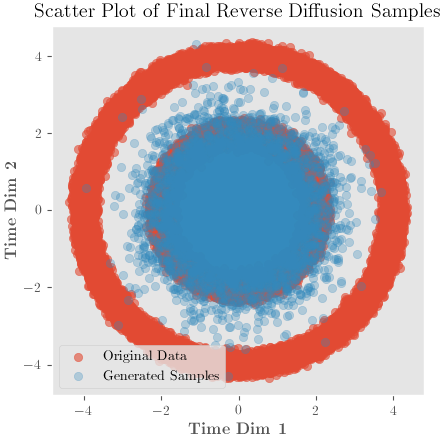 Scatter Plot of Final Reverse Diffusion Samples
4
2
0
−2
−4
Time Dim 2
Original Data
Generated Samples
−4 −2 0 2 4
Time Dim 1